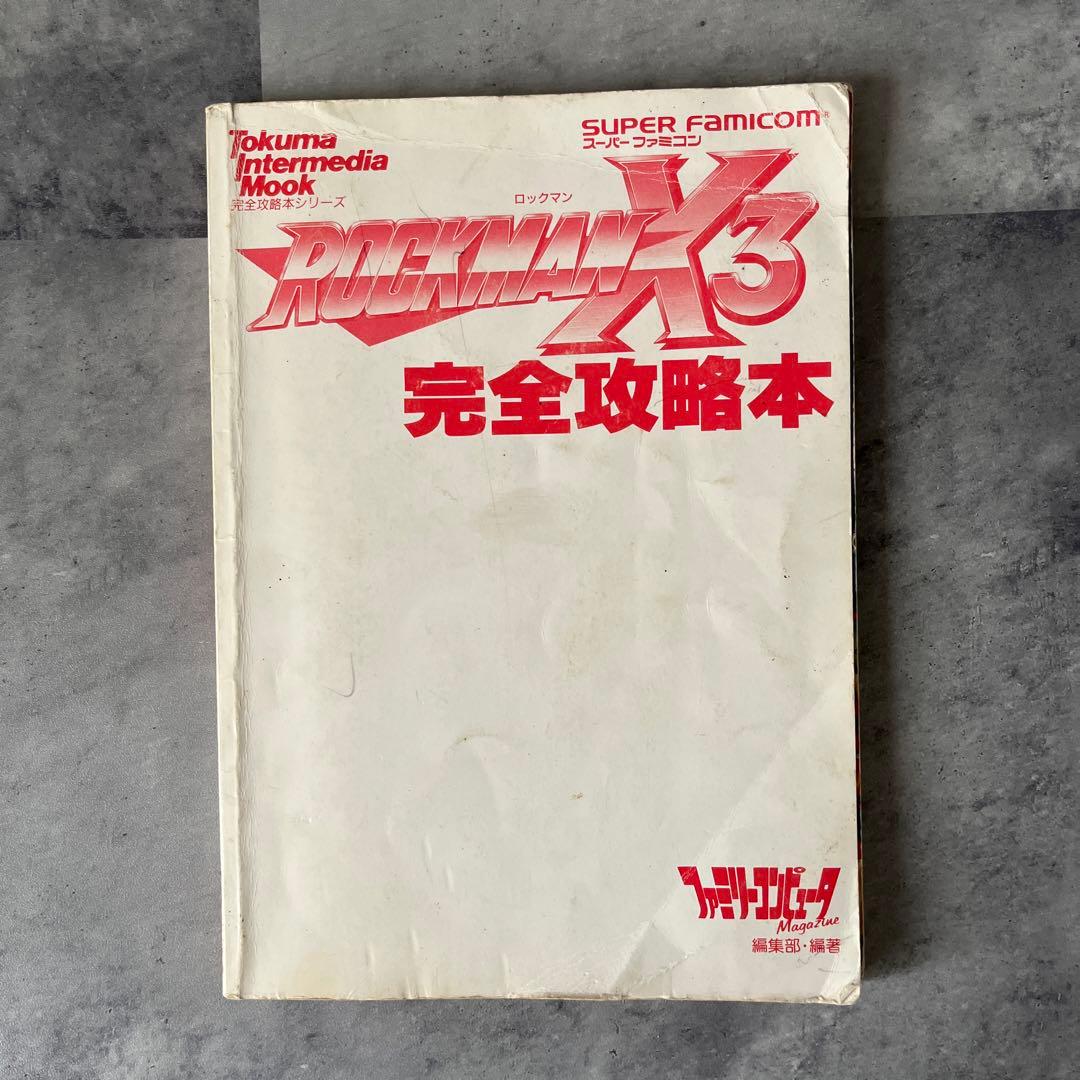 Tokuma
Intermedia
Mook
完全攻略本シリーズ
SUPER FAMICOM®
スーパーファミコン
ロックマン
ROCKMAN X3
完全攻略本
ファミリーコンピュータ
Magazine
編集部・編著